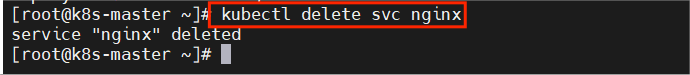 [root@k8s-master ~]# kubectl delete svc nginx
service "nginx" deleted
[root@k8s-master ~]#